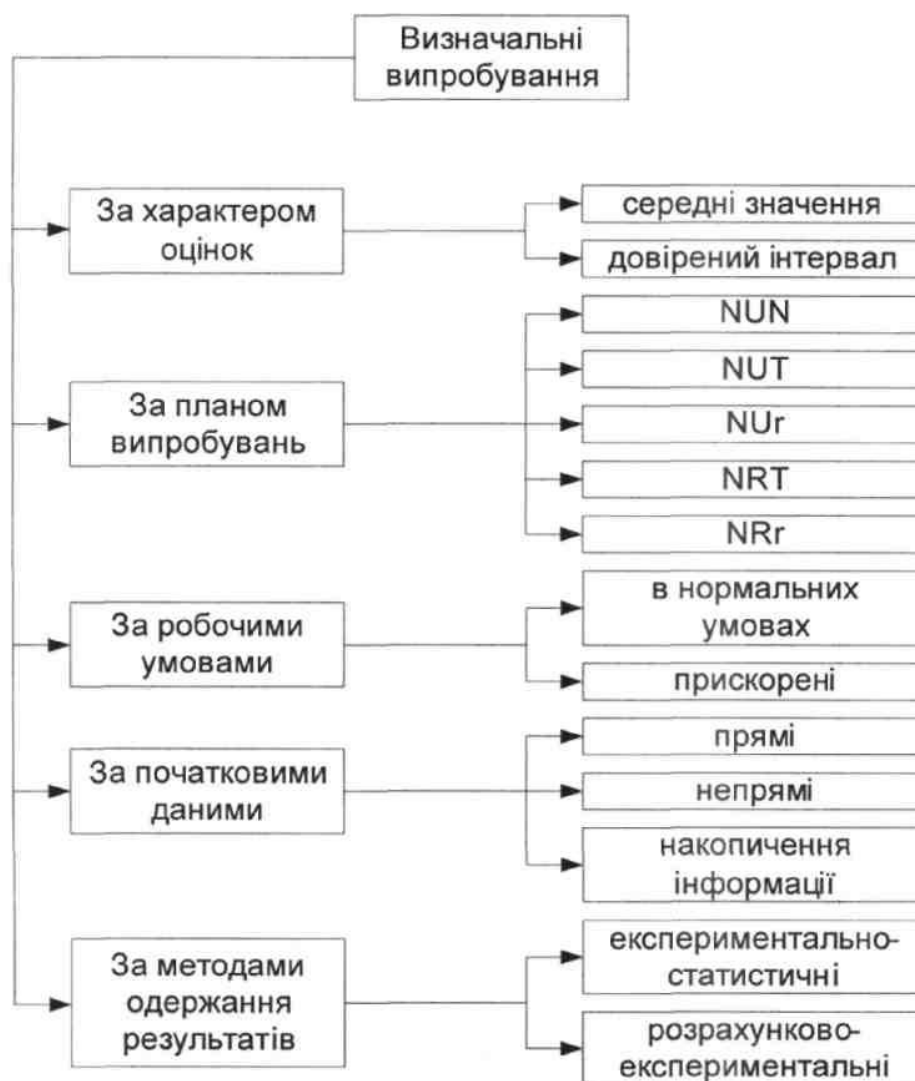 Визначальні
випробування
За характером
оцінок
середні значення
довірений інтервал
За планом
випробувань
NUN
NUT
NUr
NRT
NRr
За робочими
умовами
в нормальних
умовах
прискорені
За початковими
даними
прямі
непрямі
накопичення
інформації
За методами
одержання
результатів
експериментально-
статистичні
розрахунково-
експериментальні